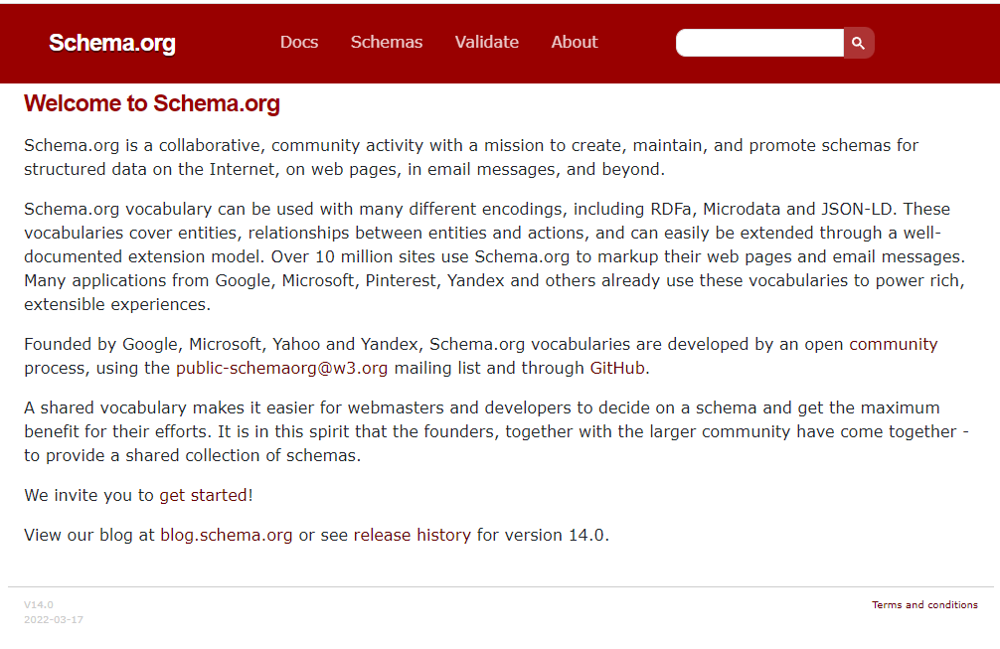 Schema.org
Docs Schemas Validate About
Welcome to Schema.org
Schema.org is a collaborative, community activity with a mission to create, maintain, and promote schemas for
structured data on the Internet, on web pages, in email messages, and beyond.
Schema.org vocabulary can be used with many different encodings, including RDFa, Microdata and JSON-LD. These
vocabularies cover entities, relationships between entities and actions, and can easily be extended through a well-
documented extension model. Over 10 million sites use Schema.org to markup their web pages and email messages.
Many applications from Google, Microsoft, Pinterest, Yandex and others already use these vocabularies to power rich,
extensible experiences.
Founded by Google, Microsoft, Yahoo and Yandex, Schema.org vocabularies are developed by an open community
process, using the public-schemaorg@w3.org mailing list and through GitHub.
A shared vocabulary makes it easier for webmasters and developers to decide on a schema and get the maximum
benefit for their efforts. It is in this spirit that the founders, together with the larger community have come together -
to provide a shared collection of schemas.
We invite you to get started!
View our blog at blog.schema.org or see release history for version 14.0.
V14.0
2022-03-17
Terms and conditions